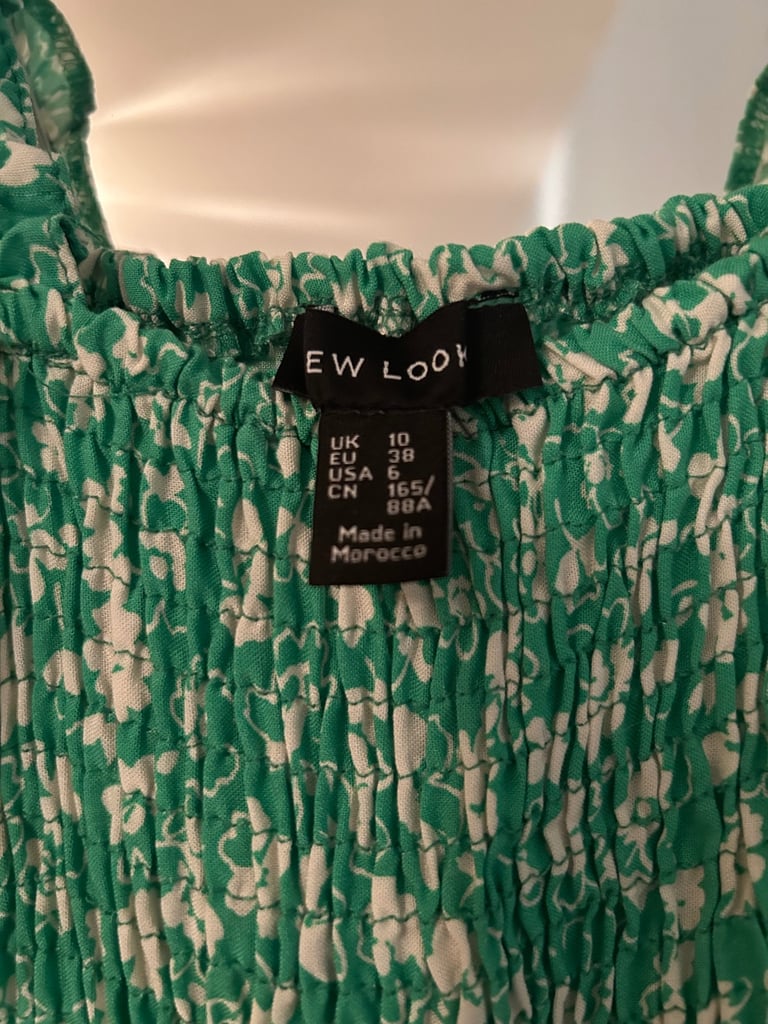 EW LOOK
UK 10
EU 38
USA 6
CN 165/
88A
Made in
Morocco